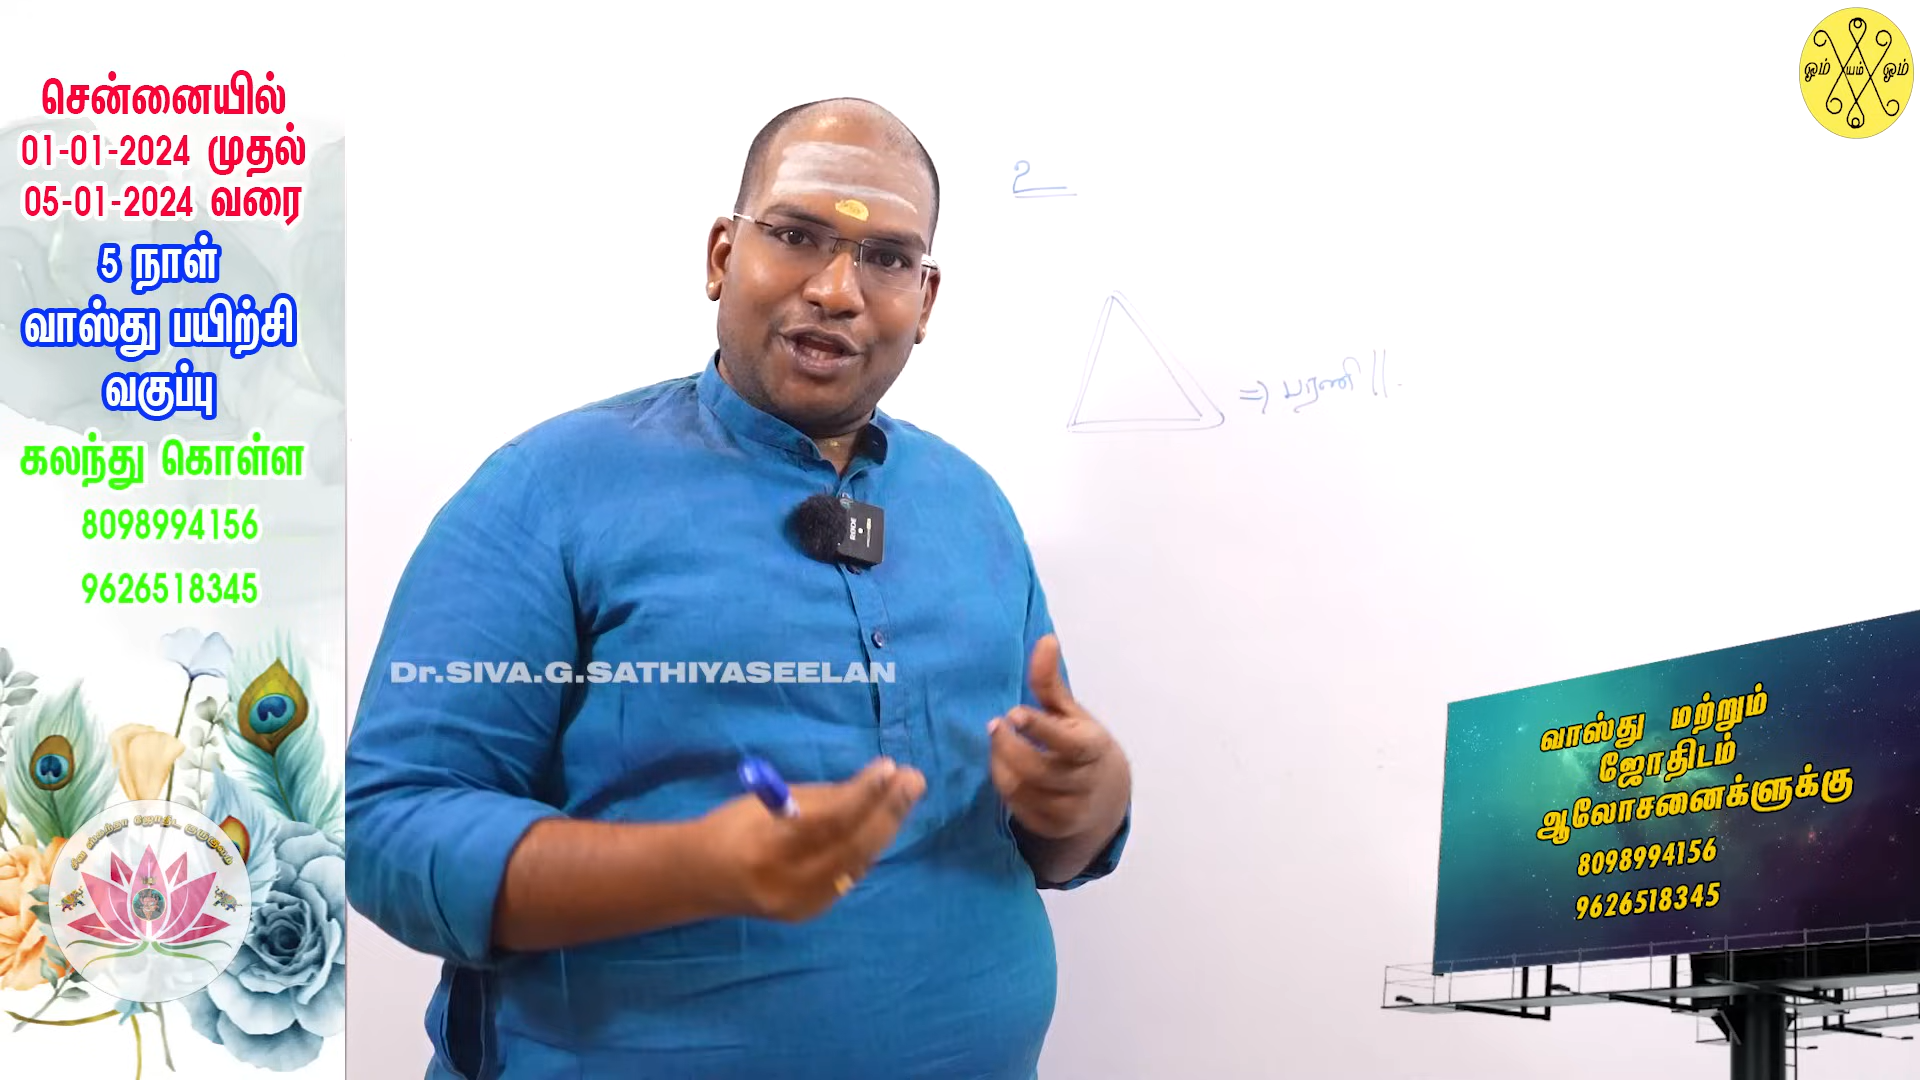 சென்னையில்
01-01-2024 முதல்
05-01-2024 வரை
5 நாள்
வாஸ்து பயிற்சி
வகுப்பு
கலந்து கொள்ள
8098994156
9626518345
ஓம் யம் ஓம்
உ
=> பரணி ||.
Dr.SIVA.G.SATHIYASEELAN
வாஸ்து மற்றும்
ஜோதிடம்
ஆலோசனைக்ளுக்கு
8098994156
9626518345